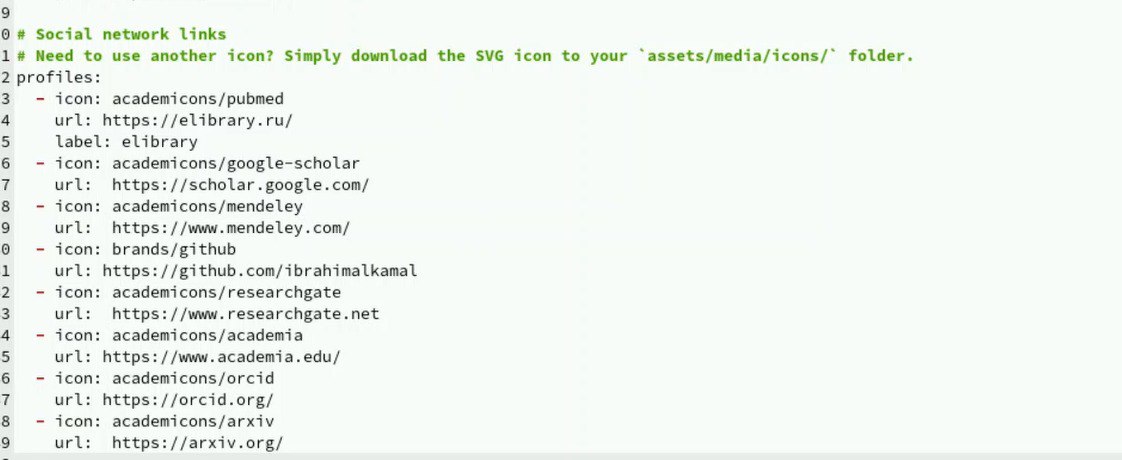 9
0 # Social network links
1 # Need to use another icon? Simply download the SVG icon to your `assets/media/icons/` folder.
2 profiles:
3   - icon: academicons/pubmed
4     url: https://elibrary.ru/
5     label: elibrary
6   - icon: academicons/google-scholar
7     url:  https://scholar.google.com/
8   - icon: academicons/mendeley
9     url:  https://www.mendeley.com/
0   - icon: brands/github
1     url: https://github.com/ibrahimalkamal
2   - icon: academicons/researchgate
3     url:  https://www.researchgate.net
4   - icon: academicons/academia
5     url: https://www.academia.edu/
6   - icon: academicons/orcid
7     url: https://orcid.org/
8   - icon: academicons/arxiv
9     url:  https://arxiv.org/